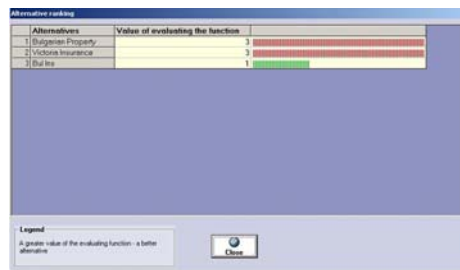 Alternative ranking
Alternatives Value of evaluating the function
1 Bulgarian Property 3
2 Victoria Insurance 3
3 Bul Ins 1
Legend
A greater value of the evaluating function - a better
alternative
Close